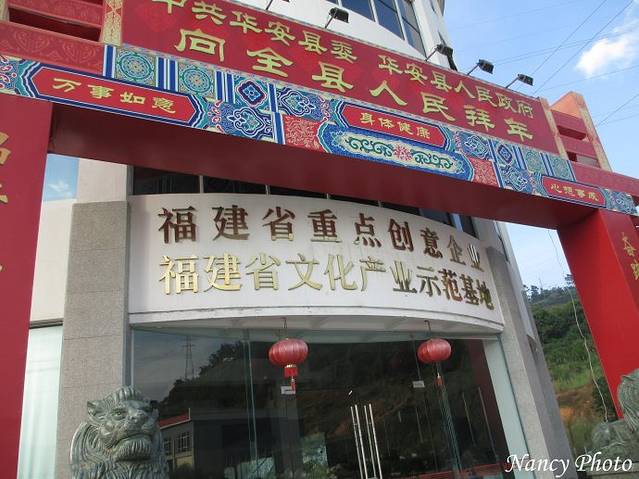 中共华安县委 华安县人民政府
向全县人民拜年
万事如意
身体健康
心想事成
福建省重点创意企业
福建省文化产业示范基地
Nancy Photo